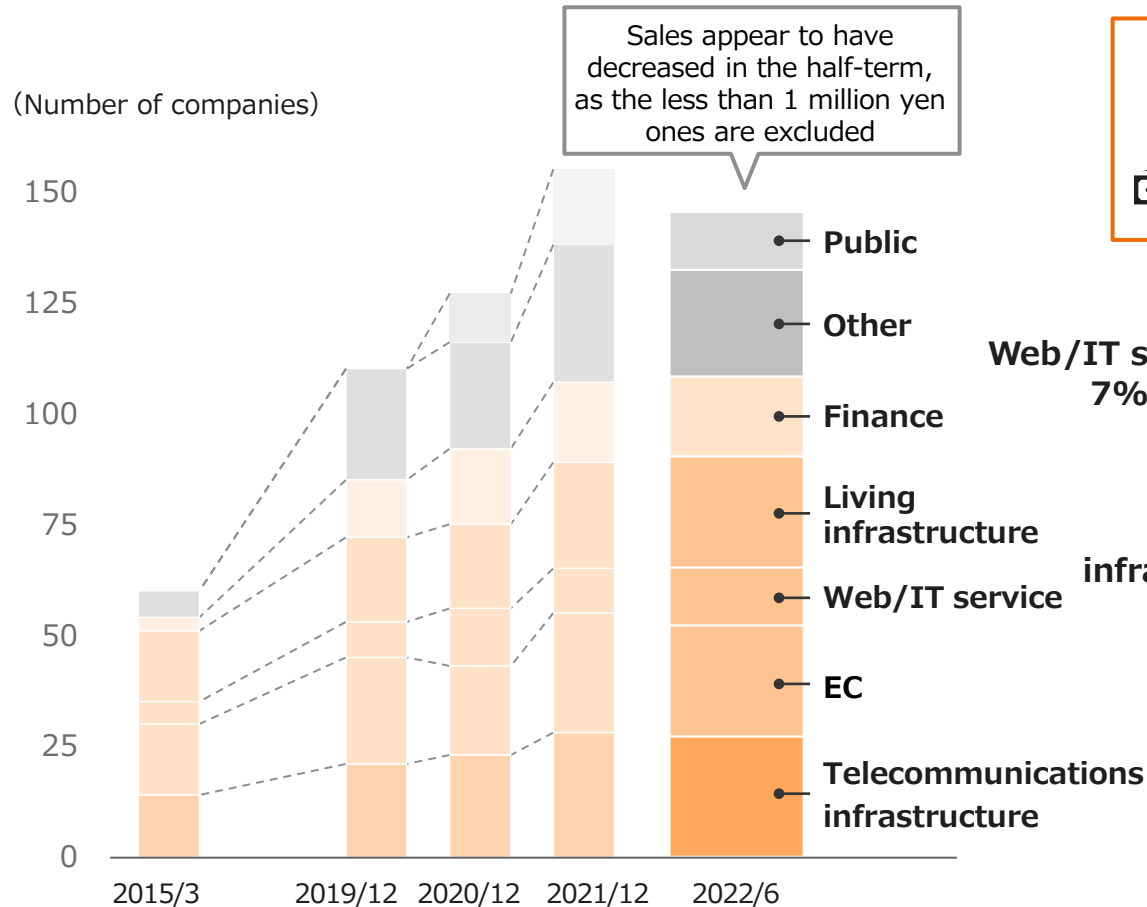 Sales appear to have
decreased in the half-term,
as the less than 1 million yen
ones are excluded
(Number of companies)
150
125
100
75
50
25
0
Public
Other
Finance
Living
infrastructure
Web/IT service
EC
Telecommunications
infrastructure
Web/IT s
7%
infra
2015/3
2019/12
2020/12
2021/12
2022/6